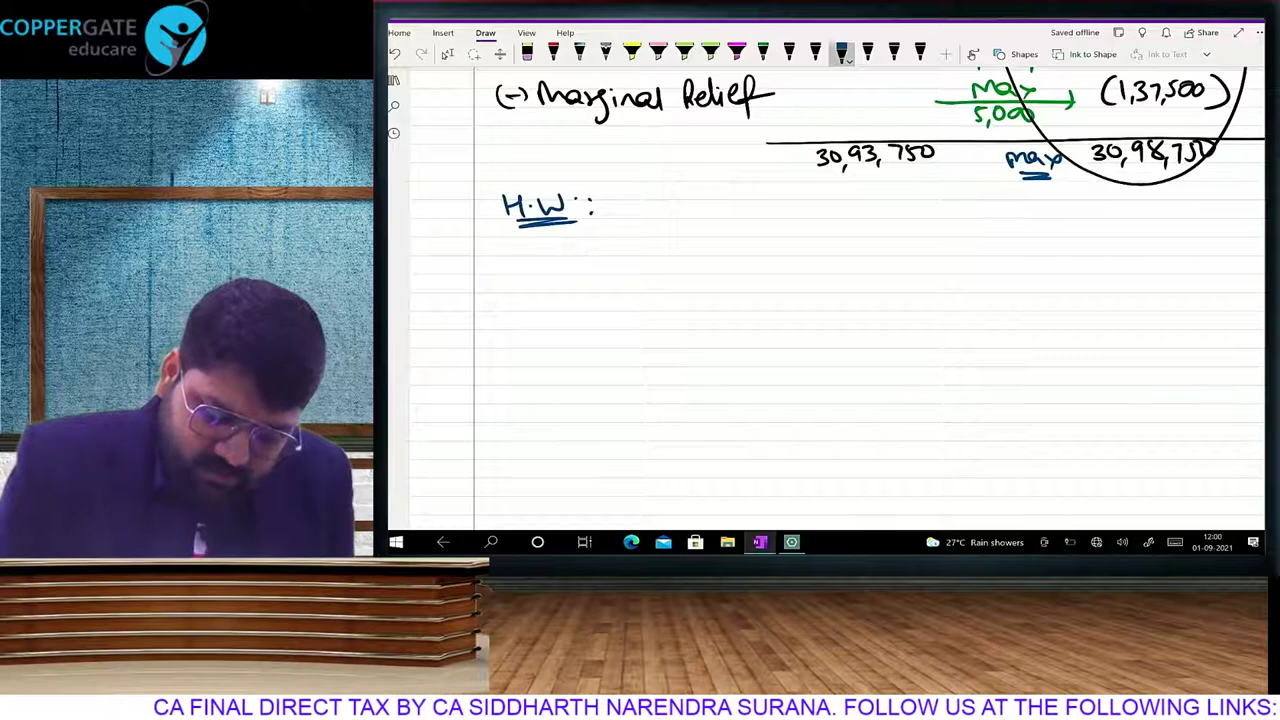 COPPERGATE
educare
Home Insert Draw View Help
Saved offline
Share
Shapes
Ink to Shape
Ink to Text
(-) Marginal Relief
max
5,000
(1,37,500)
30,93,750
max
30,98,750
H.W :
27°C Rain showers
12:00
01-09-2021
CA FINAL DIRECT TAX BY CA SIDDHARTH NARENDRA SURANA. FOLLOW US AT THE FOLLOWING LINKS: